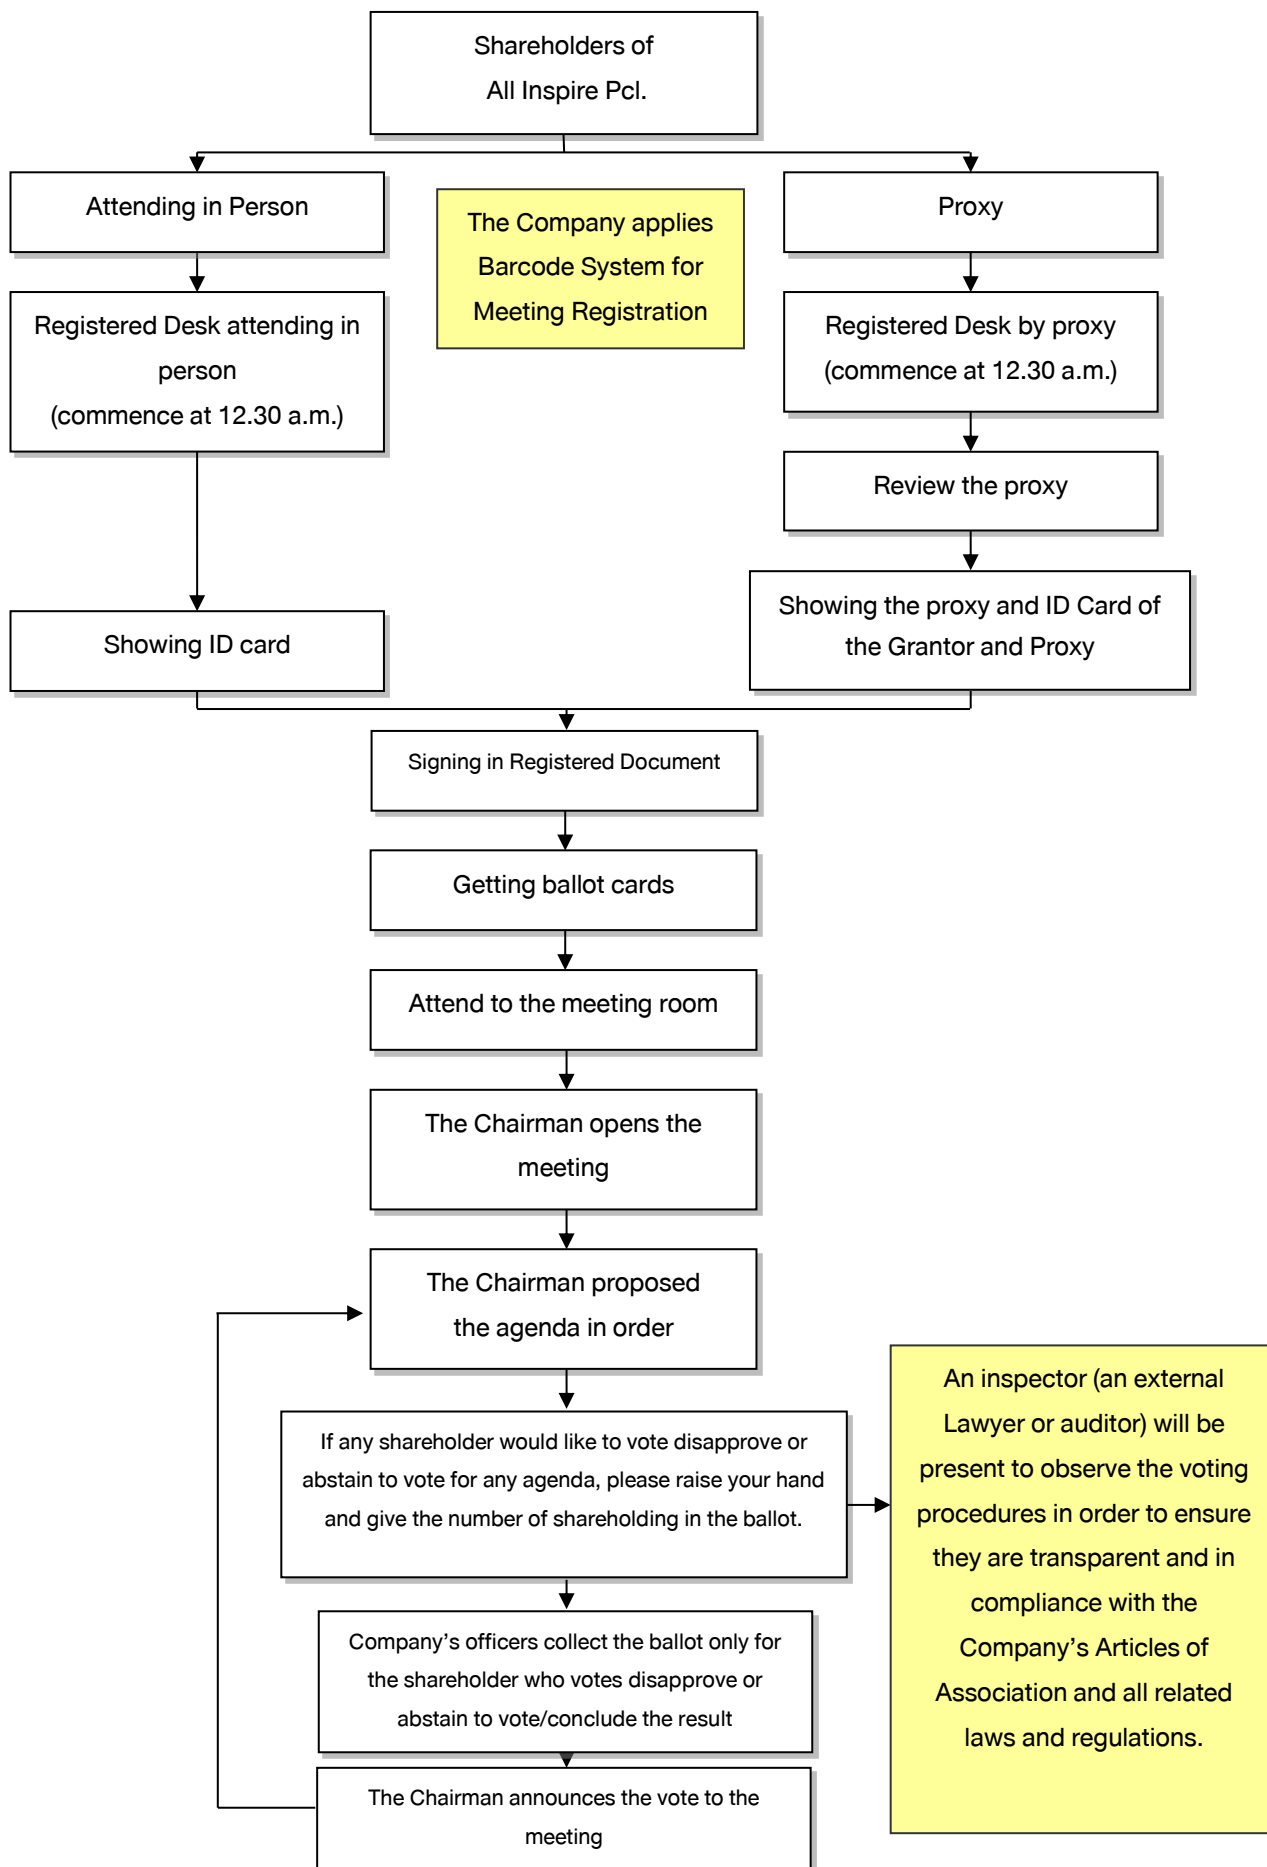 Shareholders of
All Inspire Pcl.
Attending in Person
The Company applies
Barcode System for
Meeting Registration
Proxy
Registered Desk attending in
person
(commence at 12.30 a.m.)
Registered Desk by proxy
(commence at 12.30 a.m.)
Review the proxy
Showing ID card
Showing the proxy and ID Card of
the Grantor and Proxy
Signing in Registered Document
Getting ballot cards
Attend to the meeting room
The Chairman opens the
meeting
The Chairman proposed
the agenda in order
If any shareholder would like to vote disapprove or
abstain to vote for any agenda, please raise your hand
and give the number of shareholding in the ballot.
An inspector (an external
Lawyer or auditor) will be
present to observe the voting
procedures in order to ensure
they are transparent and in
compliance with the
Company’s Articles of
Association and all related
laws and regulations.
Company’s officers collect the ballot only for
the shareholder who votes disapprove or
abstain to vote/conclude the result
The Chairman announces the vote to the
meeting